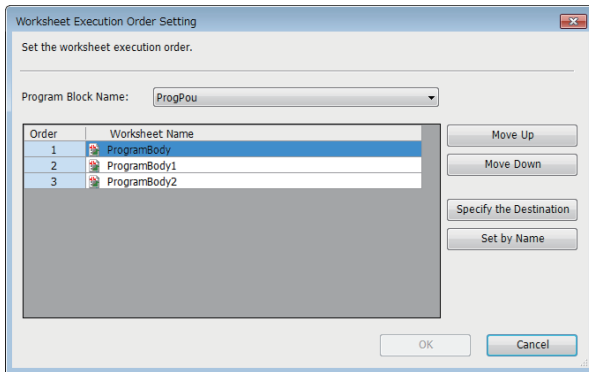 Worksheet Execution Order Setting
Set the worksheet execution order.
Program Block Name: ProgPou
Order Worksheet Name
1 ProgramBody
2 ProgramBody1
3 ProgramBody2
Move Up
Move Down
Specify the Destination
Set by Name
OK Cancel